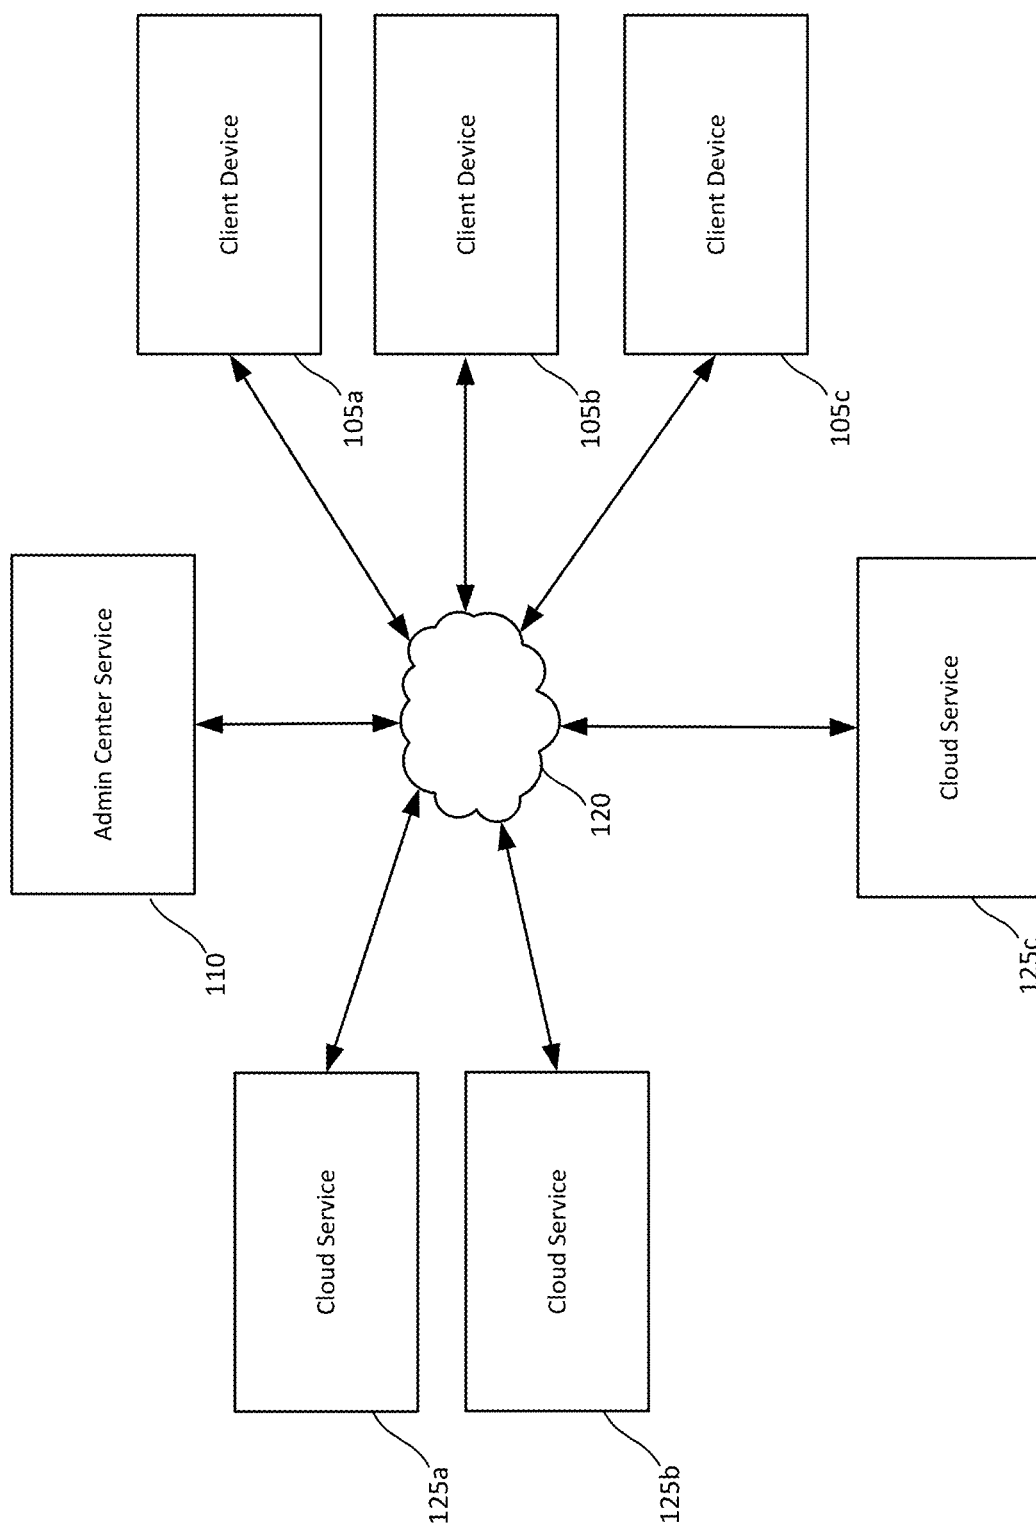 Admin Center Service
110
Client Device
105a
Cloud Service
125a
Client Device
105b
Cloud Service
125b
120
Client Device
105c
Cloud Service
125c